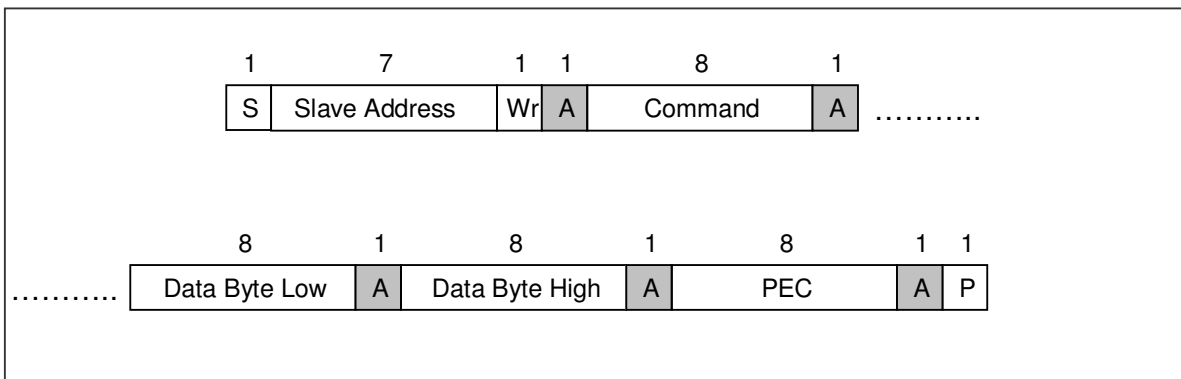 1 7 1 1 8 1
S Slave Address Wr A Command A ………..
8 1 8 1 8 1 1
……….. Data Byte Low A Data Byte High A PEC A P